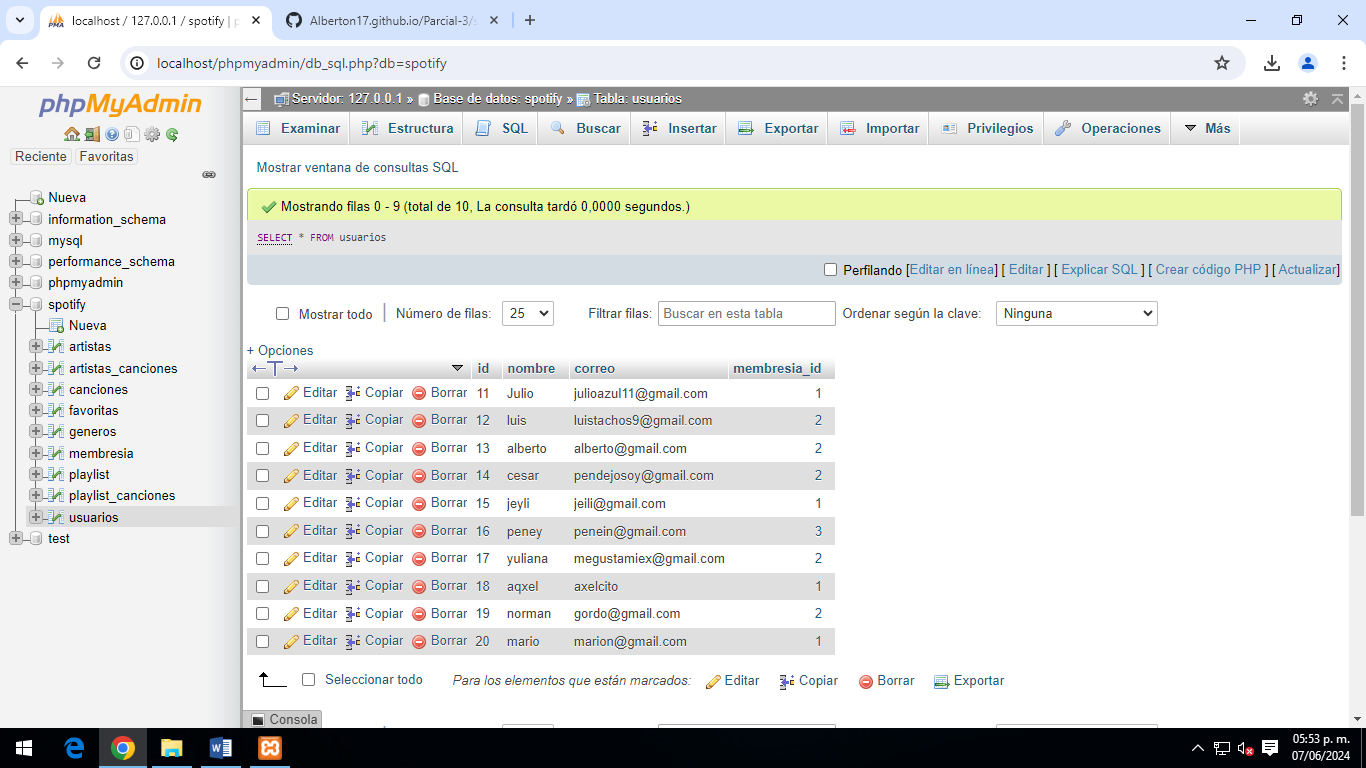 localhost / 127.0.0.1 / spotify | p
Alberton17.github.io/Parcial-3/s
localhost/phpmyadmin/db_sql.php?db=spotify
phpMyAdmin
Reciente Favoritas
Nueva
information_schema
mysql
performance_schema
phpmyadmin
spotify
Nueva
artistas
artistas_canciones
canciones
favoritas
generos
membresia
playlist
playlist_canciones
usuarios
test
Servidor: 127.0.0.1 » Base de datos: spotify » Tabla: usuarios
Examinar Estructura SQL Buscar Insertar Exportar Importar Privilegios Operaciones Más
Mostrar ventana de consultas SQL
Mostrando filas 0 - 9 (total de 10, La consulta tardó 0,0000 segundos.)
SELECT * FROM usuarios
Perfilando [Editar en línea] [ Editar ] [ Explicar SQL ] [ Crear código PHP ] [ Actualizar]
Mostrar todo Número de filas: 25 Filtrar filas: Buscar en esta tabla Ordenar según la clave: Ninguna
+ Opciones
←T→ id nombre correo membresia_id
Editar Copiar Borrar 11 Julio julioazul11@gmail.com 1
Editar Copiar Borrar 12 luis luistachos9@gmail.com 2
Editar Copiar Borrar 13 alberto alberto@gmail.com 2
Editar Copiar Borrar 14 cesar pendejosoy@gmail.com 2
Editar Copiar Borrar 15 jeyli jeili@gmail.com 1
Editar Copiar Borrar 16 peney penein@gmail.com 3
Editar Copiar Borrar 17 yuliana megustamiex@gmail.com 2
Editar Copiar Borrar 18 aqxel axelcito 1
Editar Copiar Borrar 19 norman gordo@gmail.com 2
Editar Copiar Borrar 20 mario marion@gmail.com 1
Seleccionar todo Para los elementos que están marcados: Editar Copiar Borrar Exportar
Consola
05:53 p. m.
07/06/2024